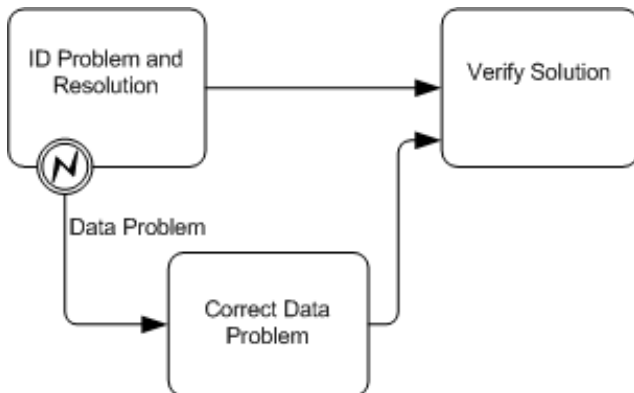 ID Problem and
Resolution
Verify Solution
Data Problem
Correct Data
Problem